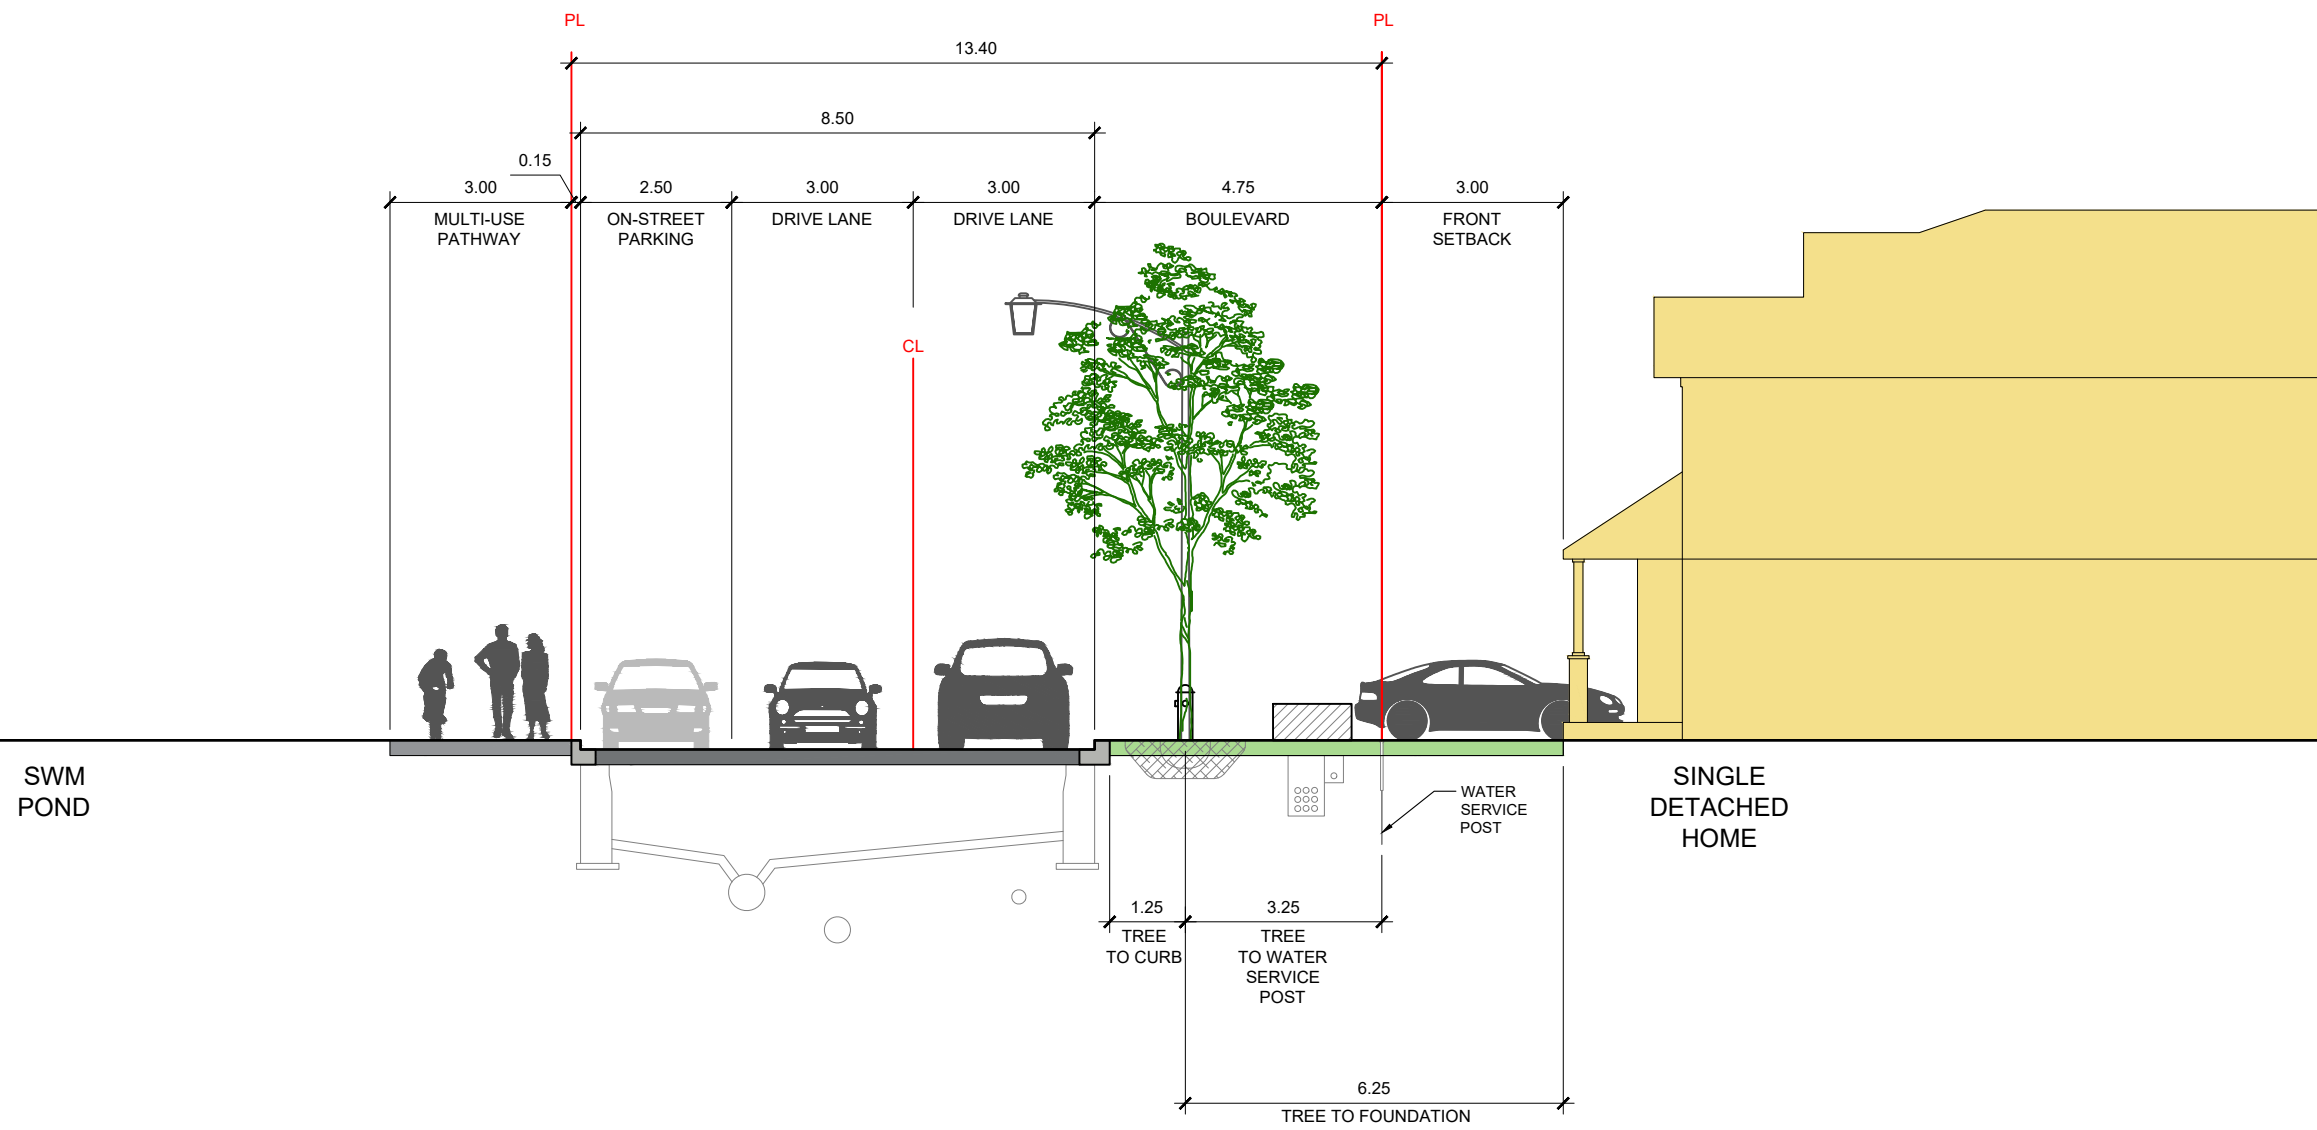 PL
PL
13.40
8.50
0.15
3.00
2.50
3.00
3.00
4.75
3.00
MULTI-USE
PATHWAY
ON-STREET
PARKING
DRIVE LANE
DRIVE LANE
BOULEVARD
FRONT
SETBACK
CL
SWM
POND
SINGLE
DETACHED
HOME
WATER
SERVICE
POST
1.25
TREE
TO CURB
3.25
TREE
TO WATER
SERVICE
POST
6.25
TREE TO FOUNDATION